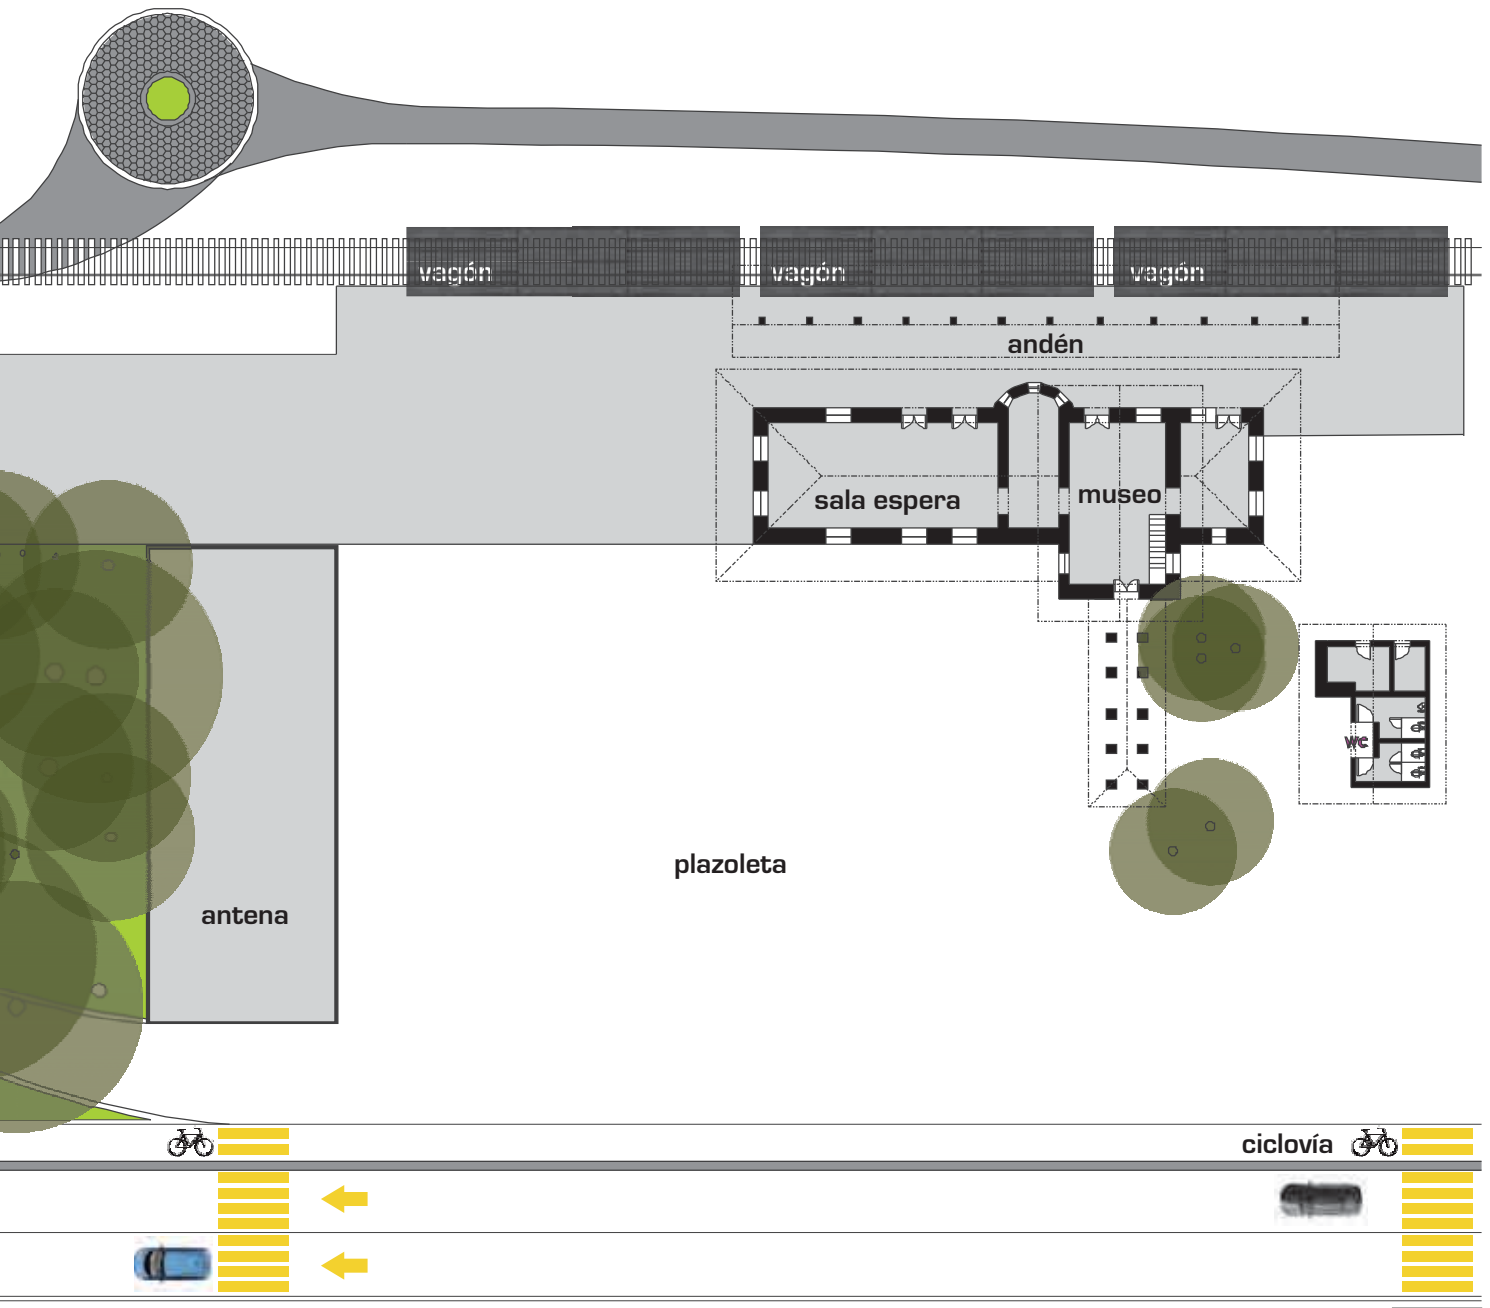 vagón
vagón
vagón
andén
sala espera
museo
wc
plazoleta
antena
ciclovía